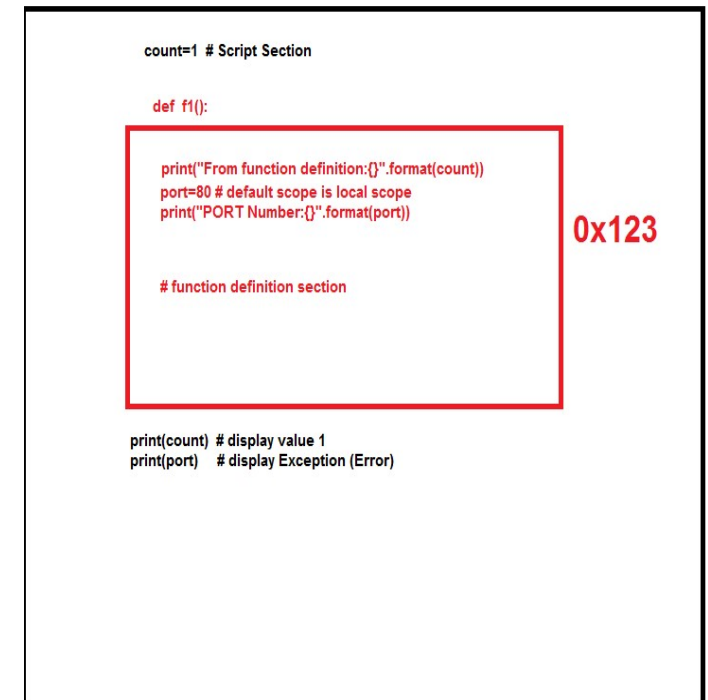 count=1  # Script Section
def  f1():
print("From function definition:{}".format(count))
port=80 # default scope is local scope
print("PORT Number:{}".format(port))
0x123
# function definition section
print(count)  # display value 1
print(port)    # display Exception (Error)